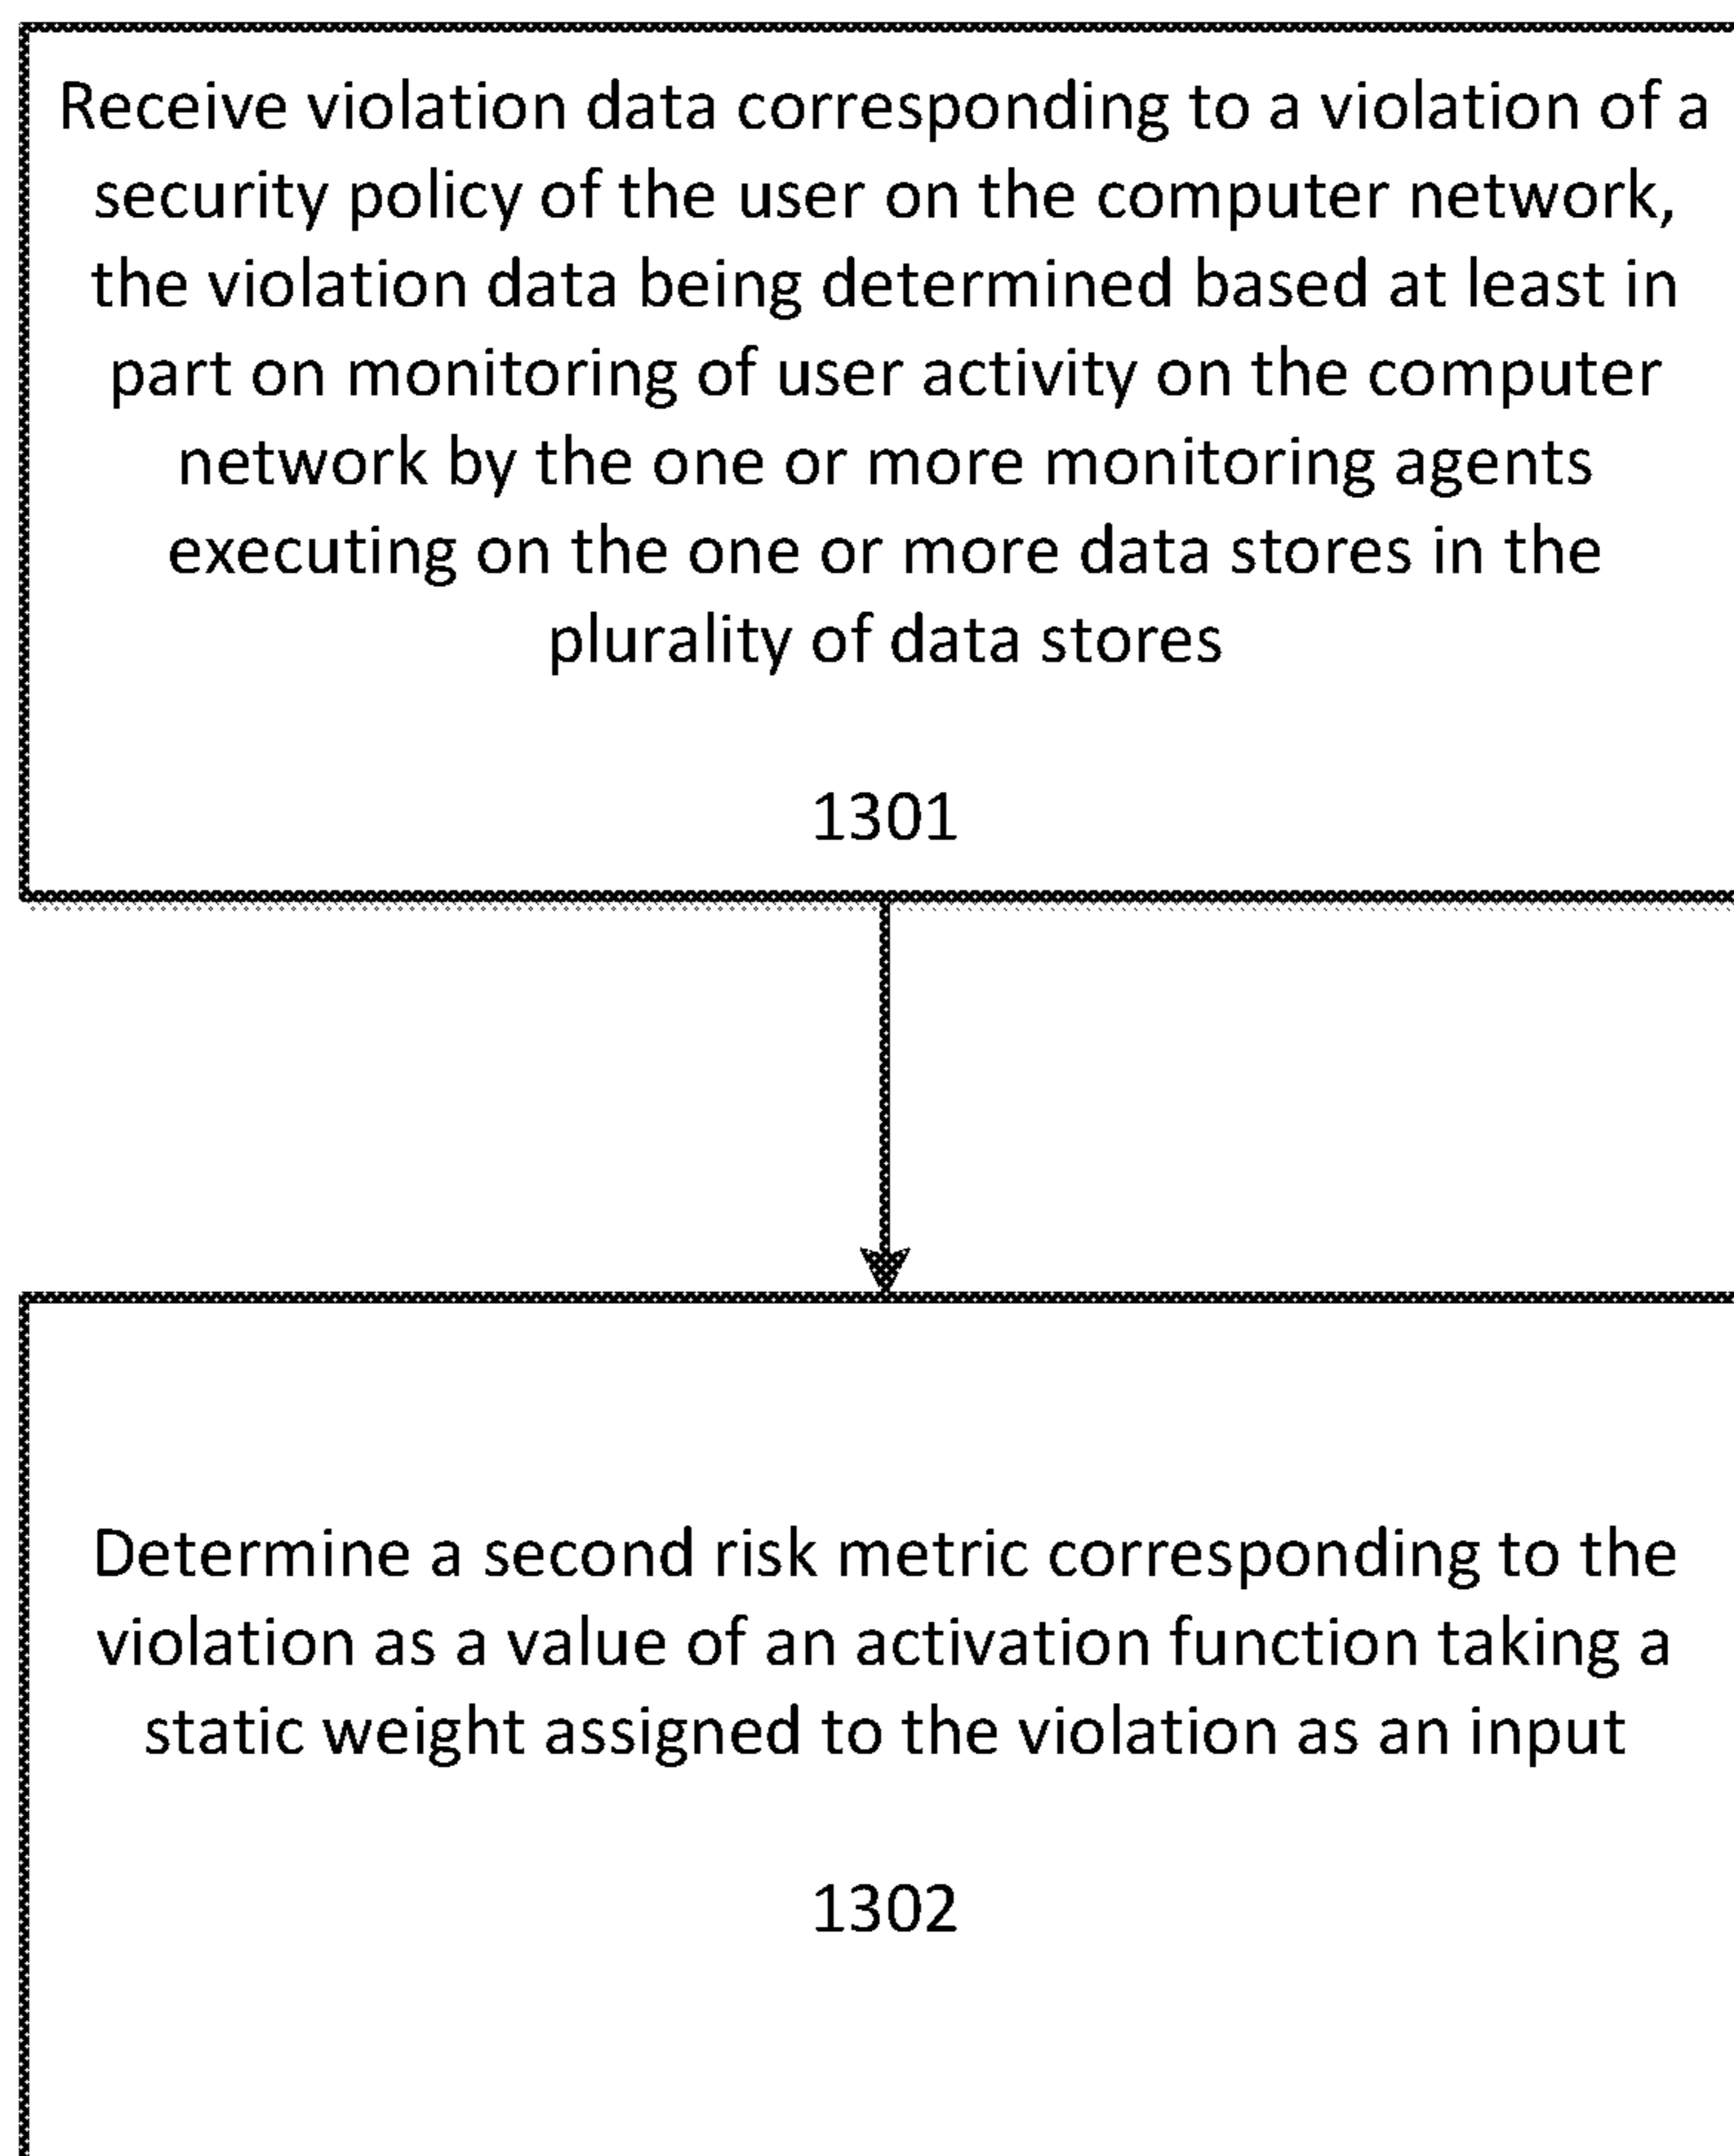 Receive violation data corresponding to a violation of a
security policy of the user on the computer network,
the violation data being determined based at least in
part on monitoring of user activity on the computer
network by the one or more monitoring agents
executing on the one or more data stores in the
plurality of data stores
1301
Determine a second risk metric corresponding to the
violation as a value of an activation function taking a
static weight assigned to the violation as an input
1302